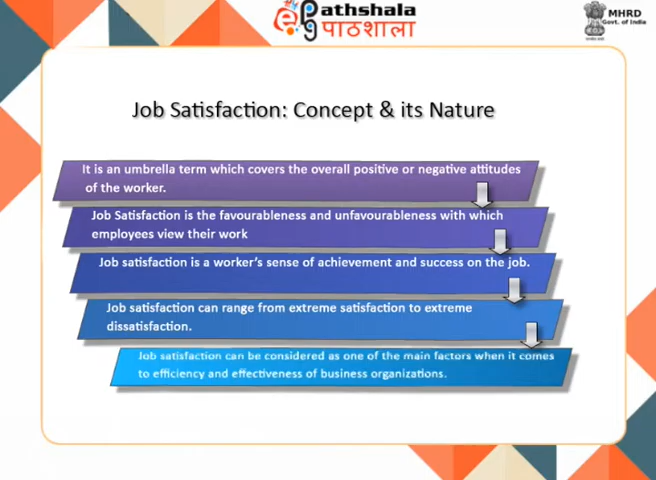 epathshala
पाठशाला
MHRD
Govt. of India
Job Satisfaction: Concept & its Nature
It is an umbrella term which covers the overall positive or negative attitudes
of the worker.
Job Satisfaction is the favourableness and unfavourableness with which
employees view their work
Job satisfaction is a worker's sense of achievement and success on the job.
Job satisfaction can range from extreme satisfaction to extreme
dissatisfaction.
Job satisfaction can be considered as one of the main factors when it comes
to efficiency and effectiveness of business organizations.